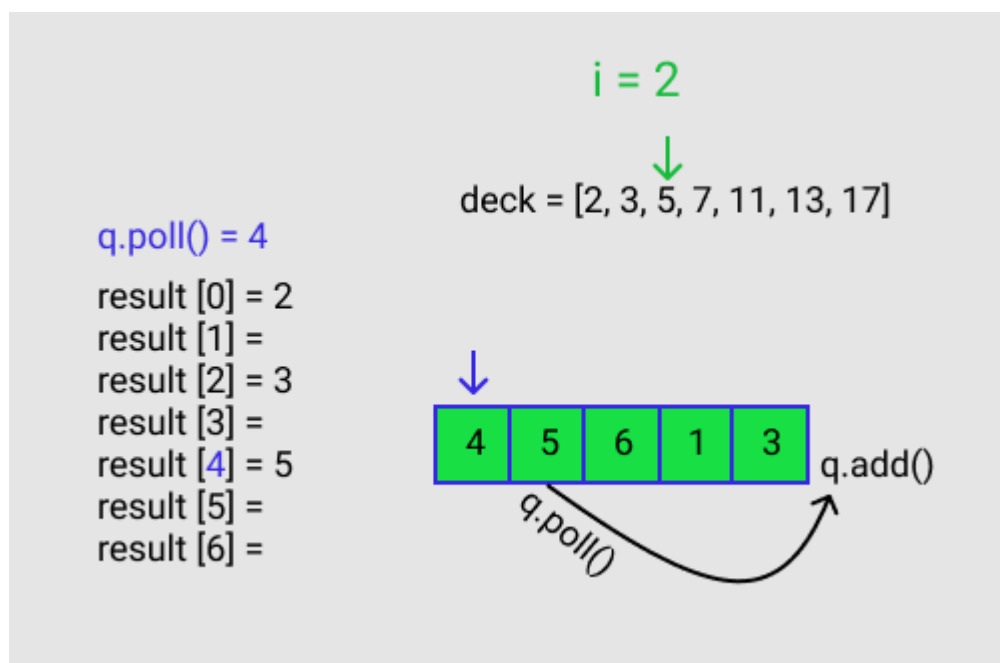 i = 2
deck = [2, 3, 5, 7, 11, 13, 17]
q.poll() = 4
result [0] = 2
result [1] =
result [2] = 3
result [3] =
result [4] = 5
result [5] =
result [6] =
4 5 6 1 3
q.add()
q.poll()